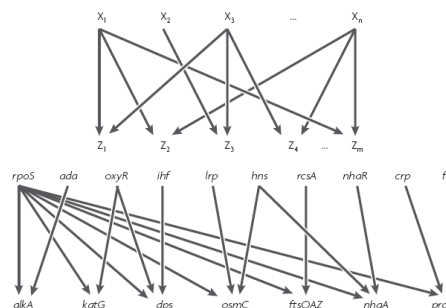 X1 X2 X3 ... Xn
Z1 Z2 Z3 Z4 ... Zm
rpoS ada oxyR ihf lrp hns rcsA nhaR crp f
alkA katG dps osmC ftsQAZ nhaA pro